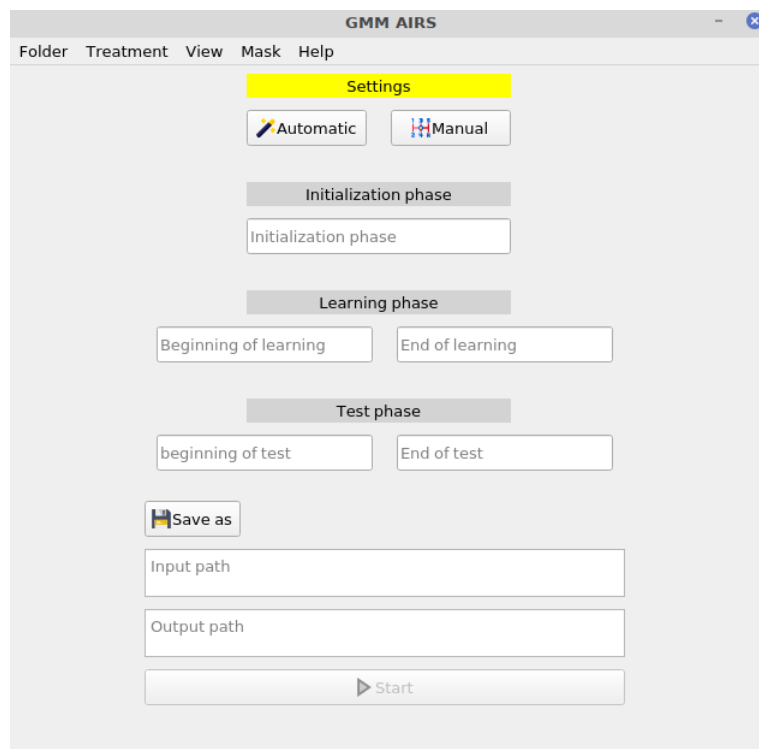 GMM AIRS
Folder Treatment View Mask Help
Settings
Automatic Manual
Initialization phase
Initialization phase
Learning phase
Beginning of learning End of learning
Test phase
beginning of test End of test
Save as
Input path
Output path
Start